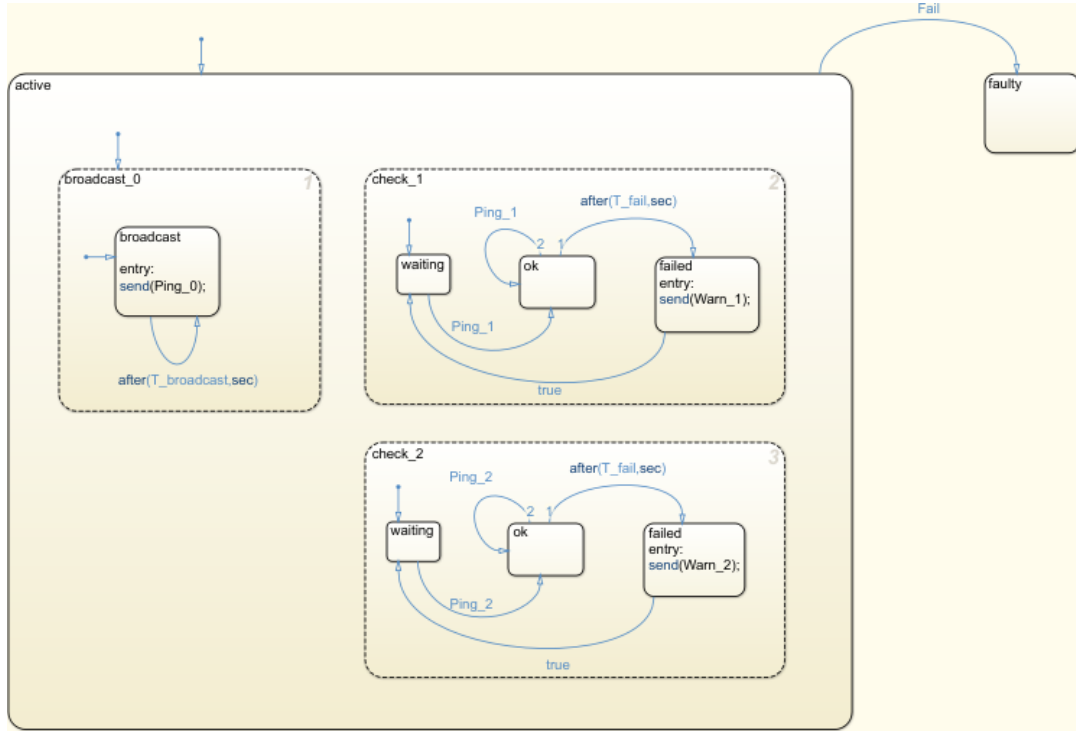 Fail
active
faulty
broadcast_0
1
broadcast
entry:
send(Ping_0);
after(T_broadcast,sec)
check_1
2
Ping_1
after(T_fail,sec)
2 1
waiting
ok
failed
entry:
send(Warn_1);
Ping_1
true
check_2
3
Ping_2
after(T_fail,sec)
2 1
waiting
ok
failed
entry:
send(Warn_2);
Ping_2
true